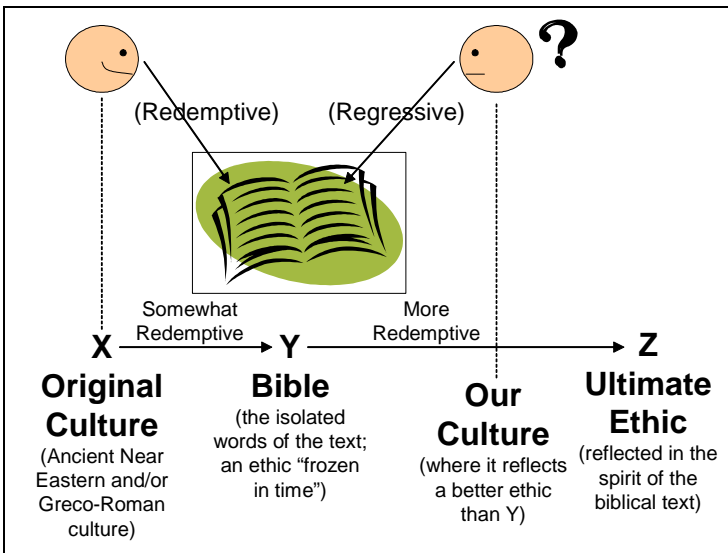 ?
(Redemptive)
(Regressive)
Somewhat
Redemptive
More
Redemptive
X
Original
Culture
(Ancient Near
Eastern and/or
Greco-Roman
culture)
Y
Bible
(the isolated
words of the text;
an ethic “frozen
in time”)
Our
Culture
(where it reflects
a better ethic
than Y)
Z
Ultimate
Ethic
(reflected in the
spirit of the
biblical text)